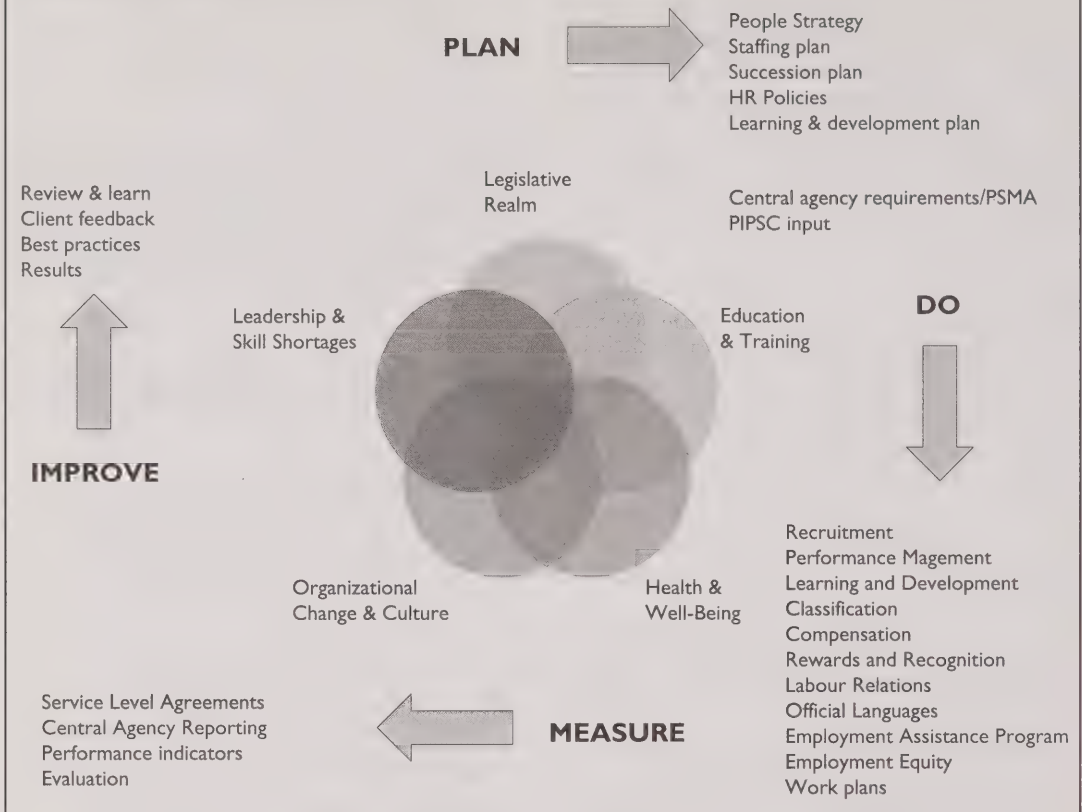 PLAN
People Strategy
Staffing plan
Succession plan
HR Policies
Learning & development plan
Central agency requirements/PSMA
PIPSC input
Legislative
Realm
Review & learn
Client feedback
Best practices
Results
Leadership &
Skill Shortages
Education
& Training
DO
IMPROVE
Organizational
Change & Culture
Health &
Well-Being
Recruitment
Performance Magement
Learning and Development
Classification
Compensation
Rewards and Recognition
Labour Relations
Official Languages
Employment Assistance Program
Employment Equity
Work plans
MEASURE
Service Level Agreements
Central Agency Reporting
Performance indicators
Evaluation